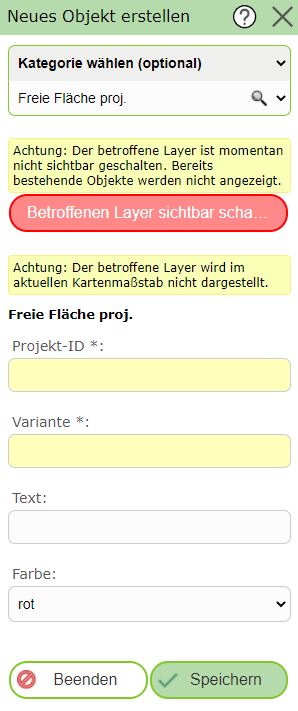 Neues Objekt erstellen ?
Kategorie wählen (optional)
Freie Fläche proj.
Achtung: Der betroffene Layer ist momentan
nicht sichtbar geschalten. Bereits
bestehende Objekte werden nicht angezeigt.
Betroffenen Layer sichtbar scha...
Achtung: Der betroffene Layer wird im
aktuellen Kartenmaßstab nicht dargestellt.
Freie Fläche proj.
Projekt-ID *:
Variante *:
Text:
Farbe:
rot
Beenden Speichern